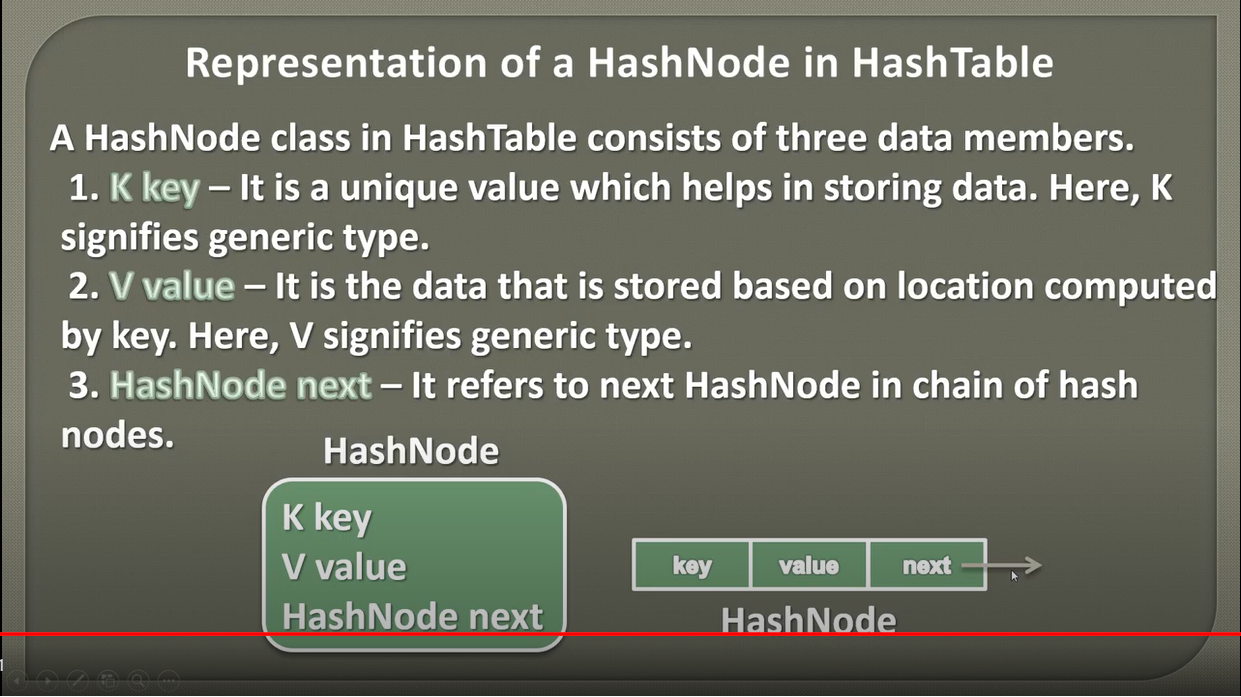 Representation of a HashNode in HashTable
A HashNode class in HashTable consists of three data members.
1. K key – It is a unique value which helps in storing data. Here, K
signifies generic type.
2. V value – It is the data that is stored based on location computed
by key. Here, V signifies generic type.
3. HashNode next – It refers to next HashNode in chain of hash
nodes.
HashNode
K key
V value
HashNode next
key value next
HashNode